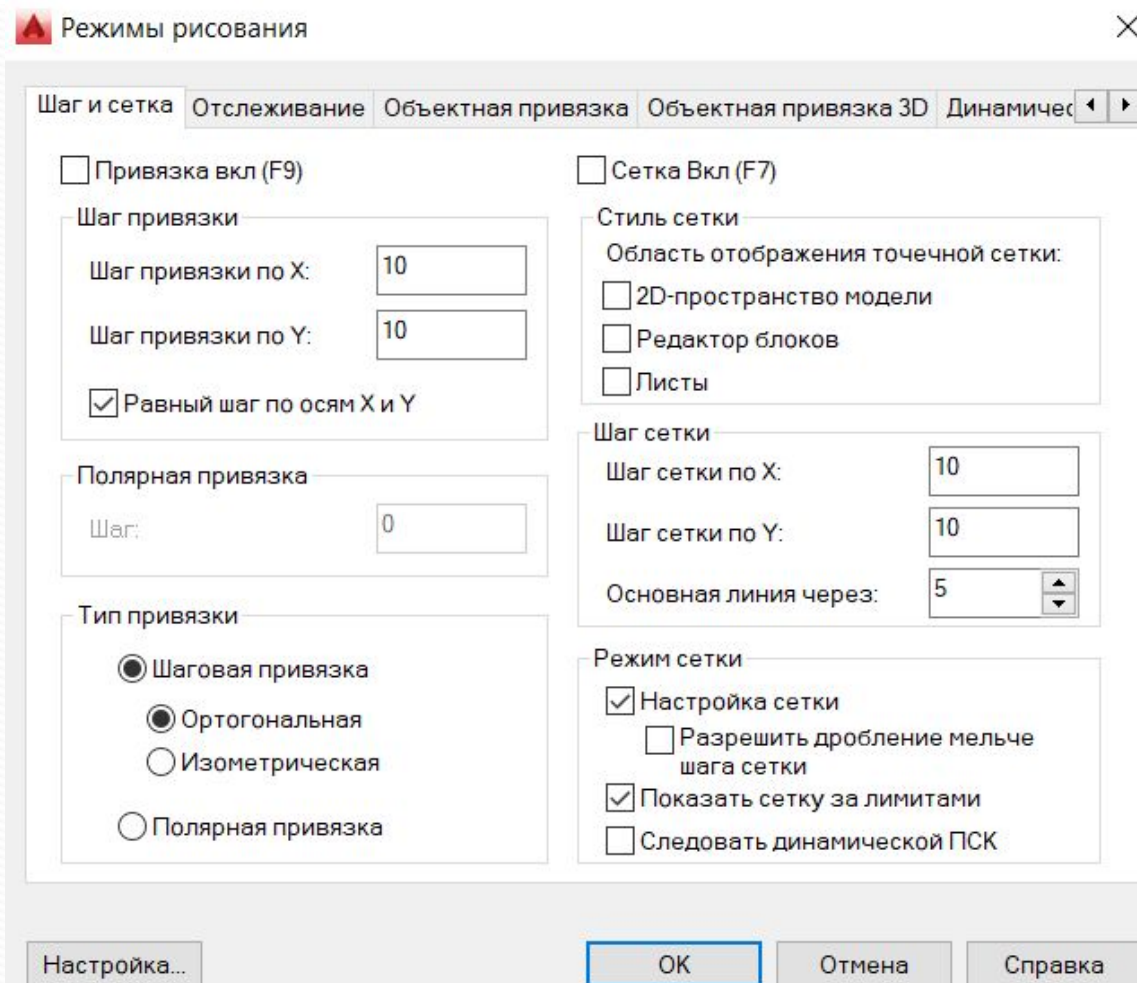 Режимы рисования
Шаг и сетка Отслеживание Объектная привязка Объектная привязка 3D Динамичес
Привязка вкл (F9)
Шаг привязки
Шаг привязки по X: 10
Шаг привязки по Y: 10
Равный шаг по осям X и Y
Полярная привязка
Шаг: 0
Тип привязки
Шаговая привязка
Ортогональная
Изометрическая
Полярная привязка
Сетка Вкл (F7)
Стиль сетки
Область отображения точечной сетки:
2D-пространство модели
Редактор блоков
Листы
Шаг сетки
Шаг сетки по X: 10
Шаг сетки по Y: 10
Основная линия через: 5
Режим сетки
Настройка сетки
Разрешить дробление мельче
шага сетки
Показать сетку за лимитами
Следовать динамической ПСК
Настройка... OK Отмена Справка